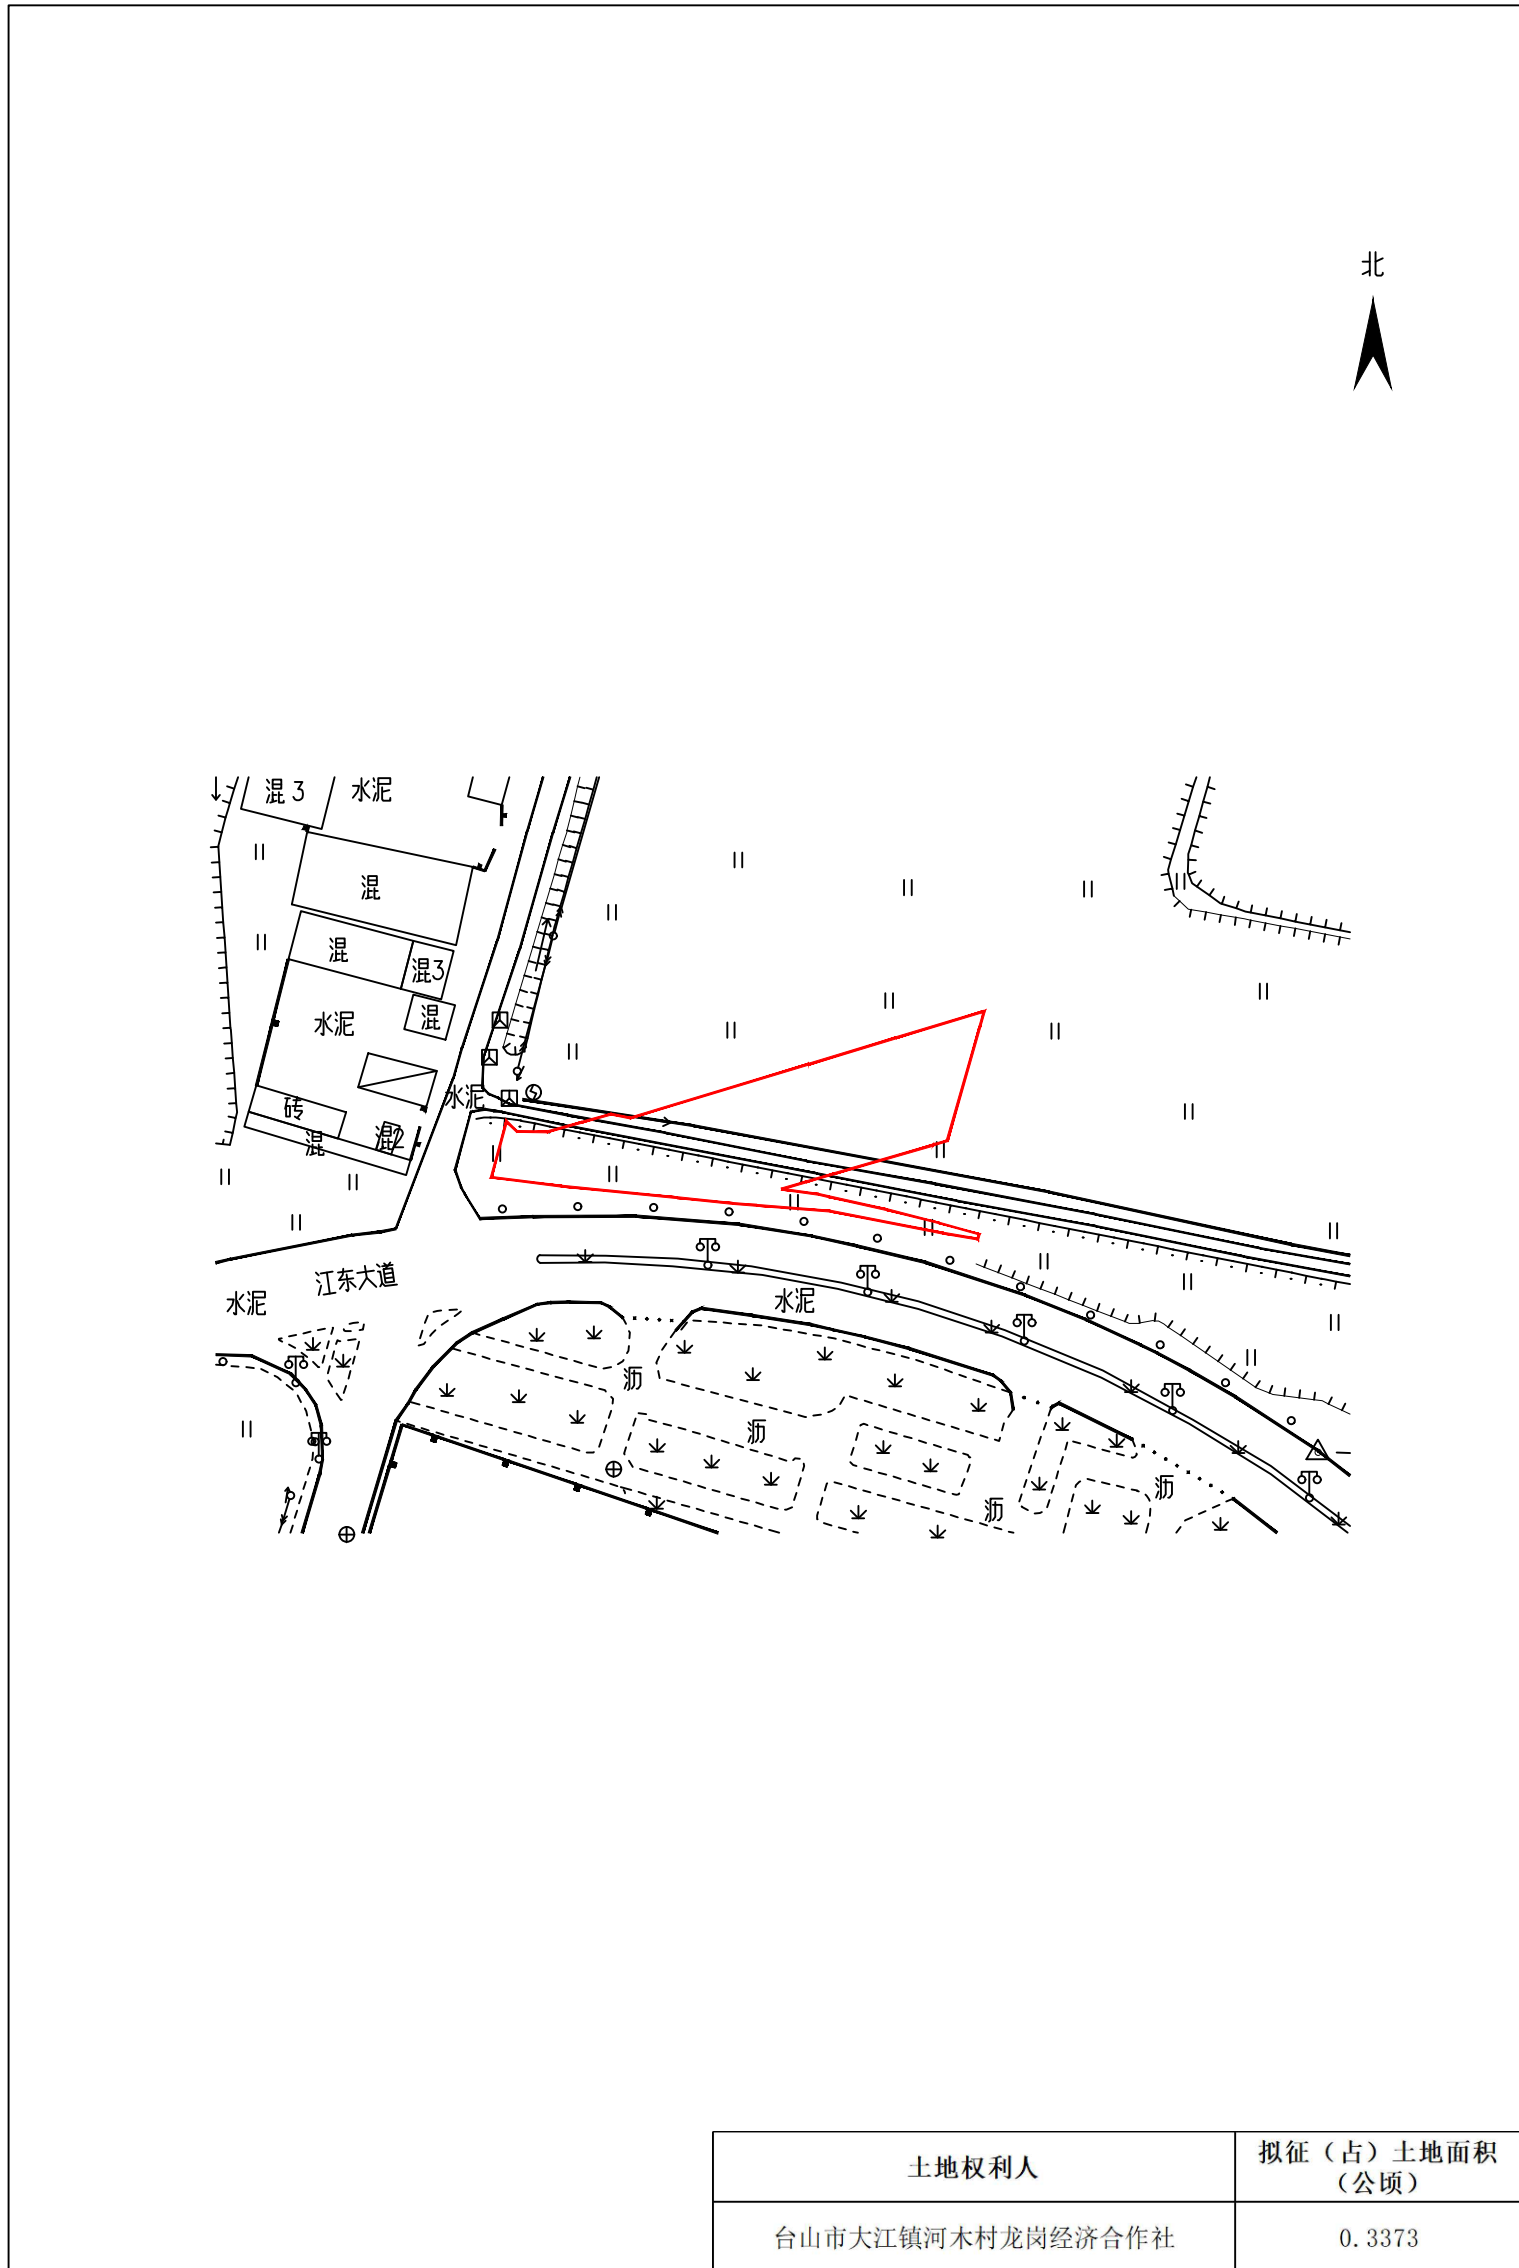 北
混 3
水泥
混
混
混3
混
水泥
水泥
砖
混2
混
江东大道
水泥
水泥
沥
沥
沥
沥
土地权利人
拟征（占）土地面积
（公顷）
台山市大江镇河木村龙岗经济合作社
0.3373